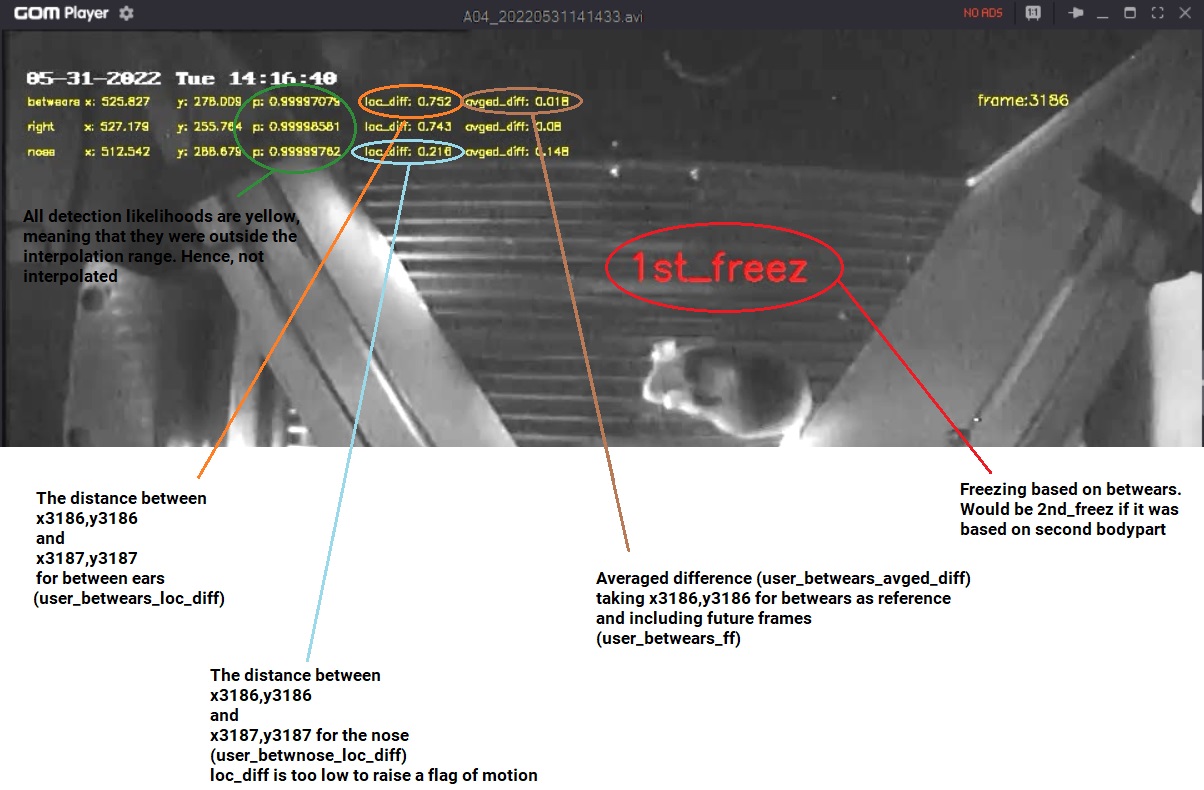 GOM Player
A04_20220531141433.avi
NO ADS
1:1
05-31-2022 Tue 14:16:40
betwears x: 525.827 y: 276.009 p: 0.99997079 loc_diff: 0.752 avged_diff: 0.018
frame:3186
right x: 527.179 y: 255.764 p: 0.99998581 loc_diff: 0.743 avged_diff: 0.08
nose x: 512.542 y: 266.679 p: 0.99999762 loc_diff: 0.216 avged_diff: 0.148
All detection likelihoods are yellow,
meaning that they were outside the
interpolation range. Hence, not
interpolated
1st_freez
The distance between
x3186,y3186
and
x3187,y3187
for between ears
(user_betwears_loc_diff)
Freezing based on betwears.
Would be 2nd_freez if it was
based on second bodypart
Averaged difference (user_betwears_avged_diff)
taking x3186,y3186 for betwears as reference
and including future frames
(user_betwears_ff)
The distance between
x3186,y3186
and
x3187,y3187 for the nose
(user_betwnose_loc_diff)
loc_diff is too low to raise a flag of motion